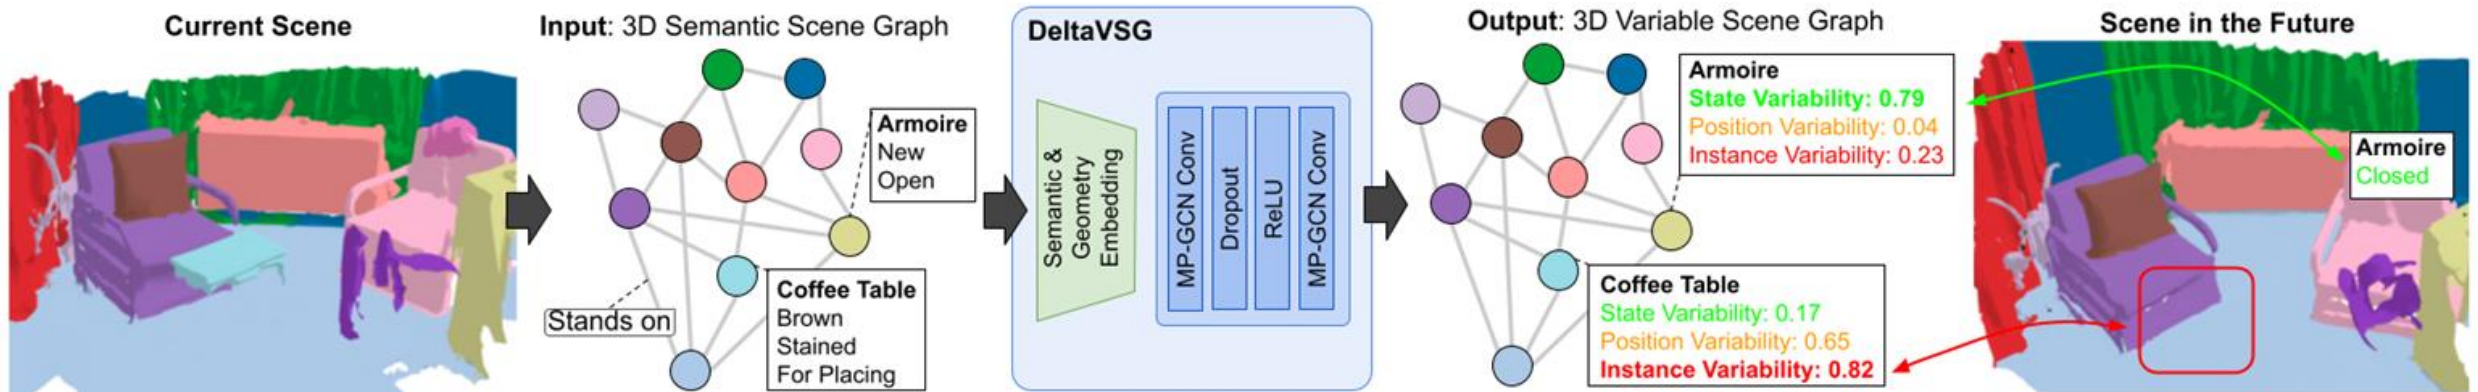 Current Scene
Input: 3D Semantic Scene Graph
Armoire
New
Open
Stands on
Coffee Table
Brown
Stained
For Placing
DeltaVSG
Semantic &
Geometry
Embedding
MP-GCN Conv
Dropout
ReLU
MP-GCN Conv
Output: 3D Variable Scene Graph
Armoire
State Variability: 0.79
Position Variability: 0.04
Instance Variability: 0.23
Coffee Table
State Variability: 0.17
Position Variability: 0.65
Instance Variability: 0.82
Scene in the Future
Armoire
Closed